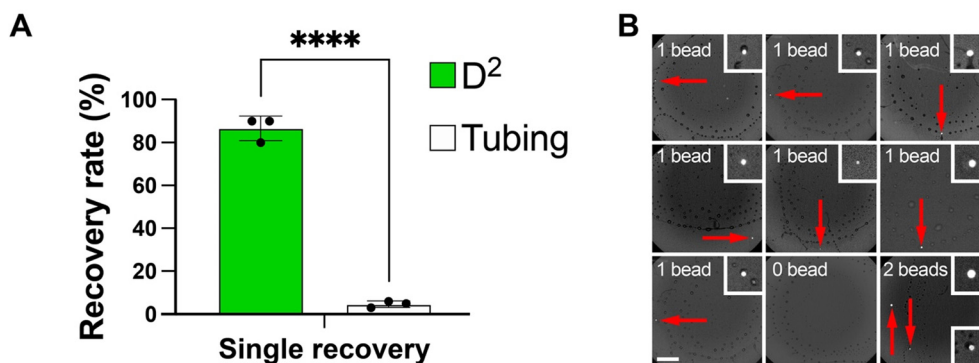 A
****
D²
Tubing
Recovery rate (%)
100
80
60
40
20
0
Single recovery
B
1 bead
1 bead
1 bead
1 bead
1 bead
1 bead
1 bead
0 bead
2 beads